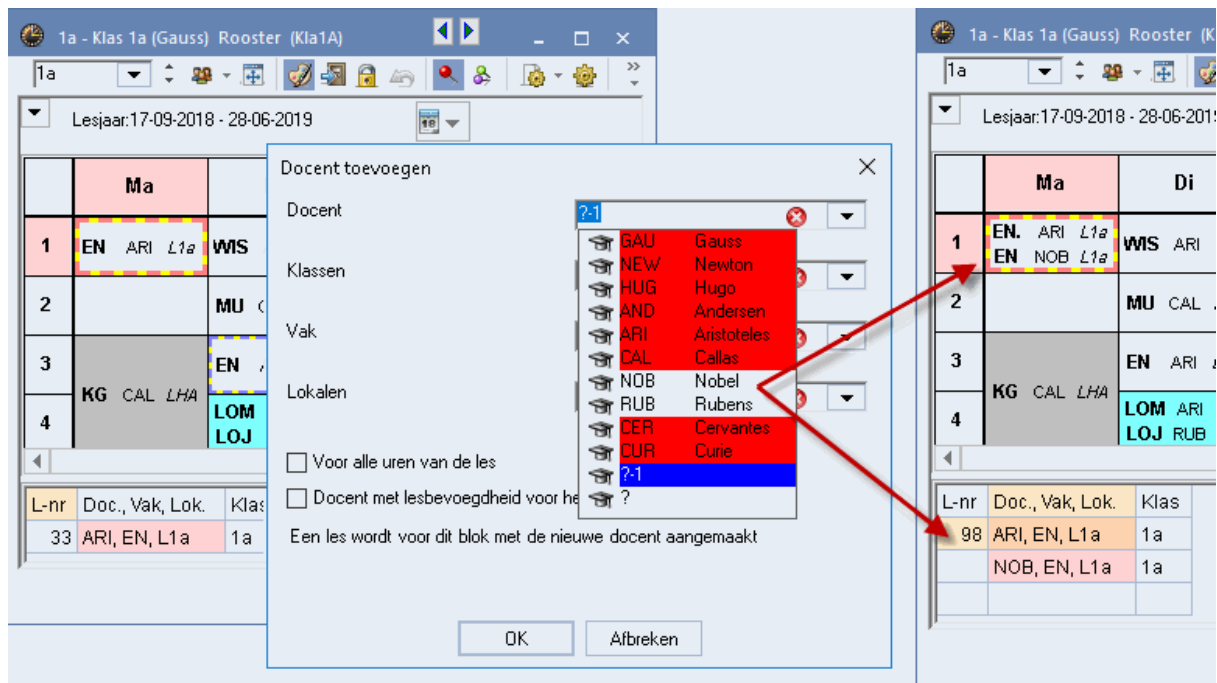 1a - Klas 1a (Gauss) Rooster (Kla1A)
1a
Lesjaar:17-09-2018 - 28-06-2019
Ma
1 EN ARI L1a WIS
2 MU
3 EN
KG CAL LHA
4 LOM
LOJ
L-nr Doc., Vak, Lok.
33 ARI, EN, L1a 1a
Docent toevoegen
Docent
?-1
Klassen
Vak
Lokalen
GAU Gauss
NEW Newton
HUG Hugo
AND Andersen
ARI Aristoteles
CAL Callas
NOB Nobel
RUB Rubens
CER Cervantes
CUR Curie
?-1
?
Voor alle uren van de les
Docent met lesbevoegdheid voor
Een les wordt voor dit blok met de nieuwe docent aangemaakt
OK Afbreken
1a - Klas 1a (Gauss) Rooster
1a
Lesjaar:17-09-2018 - 28-06-201
Ma Di
1 EN. ARI L1a WIS ARI
EN NOB L1a
2 MU CAL
3 EN ARI
KG CAL LHA
4 LOM ARI
LOJ RUB
L-nr Doc., Vak, Lok. Klas
98 ARI, EN, L1a 1a
NOB, EN, L1a 1a